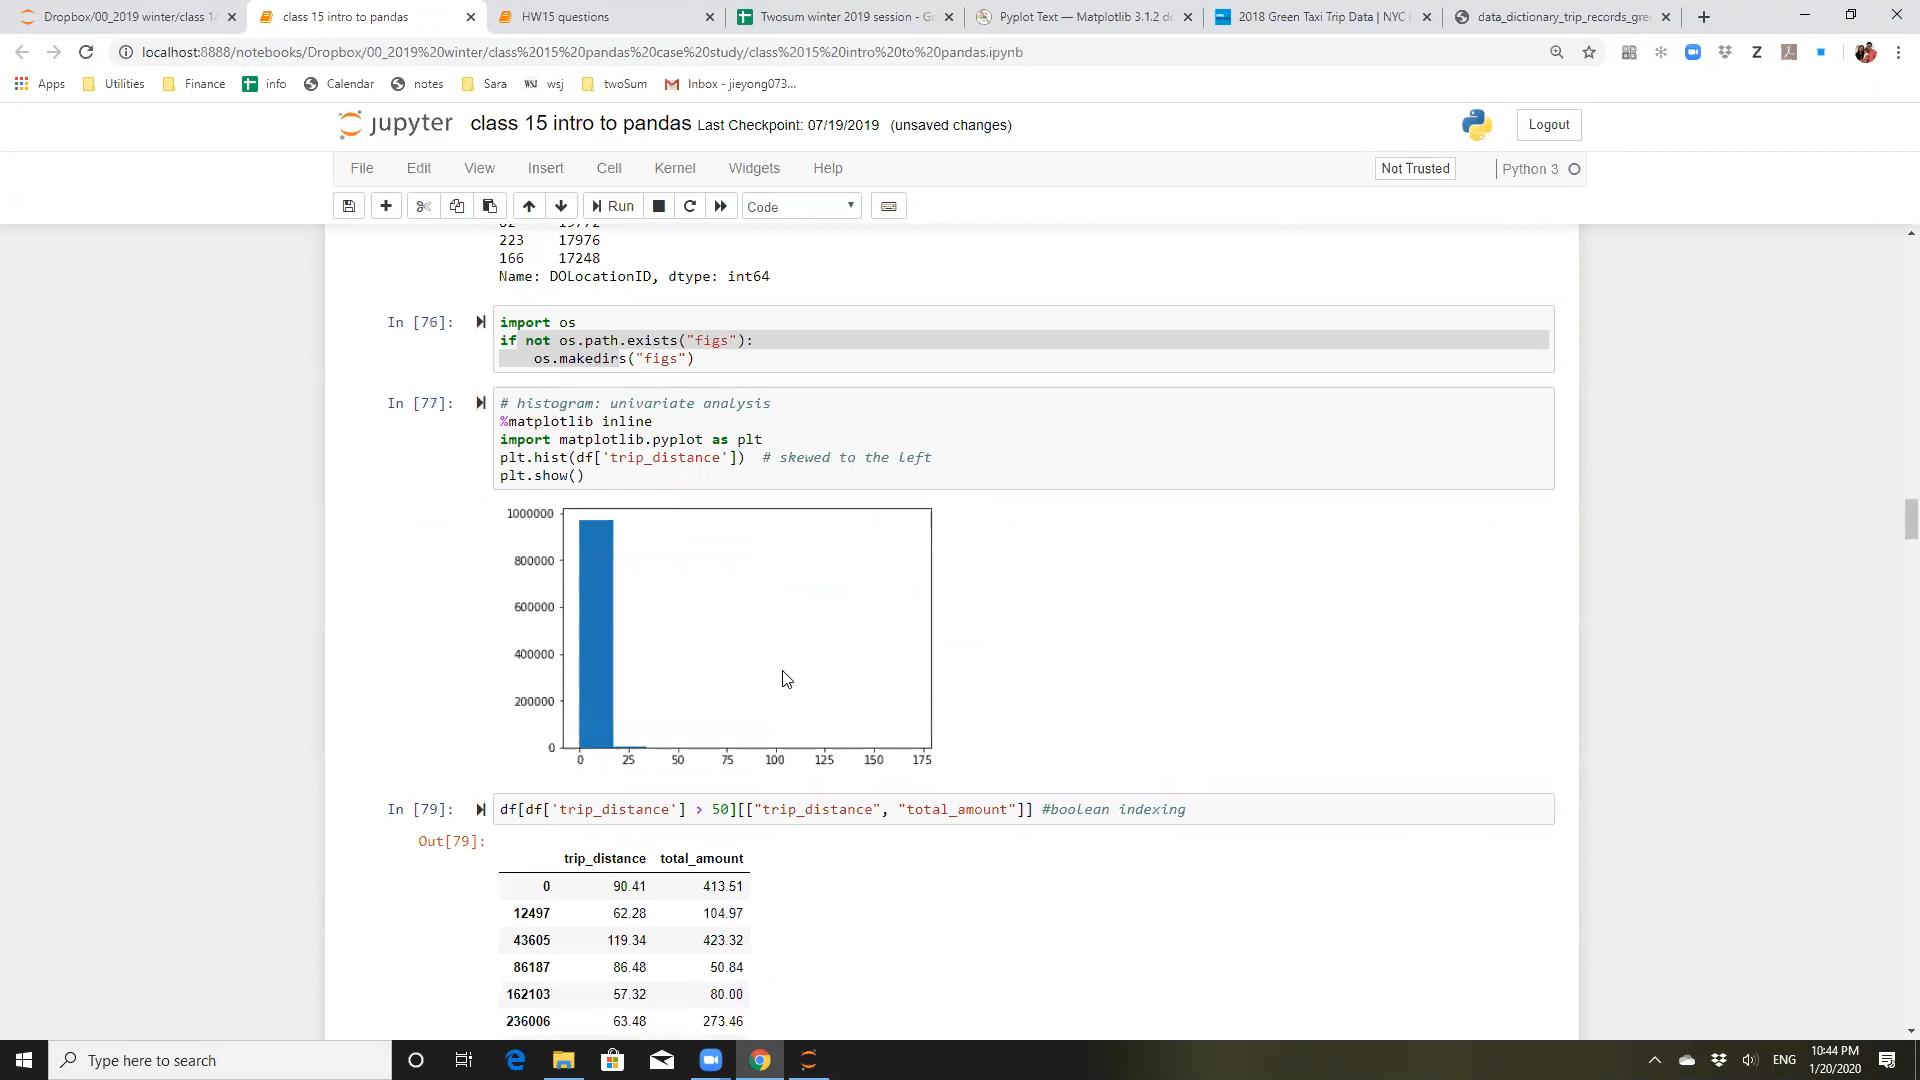 Dropbox/00_2019 winter/class 1
class 15 intro to pandas
HW15 questions
Twosum winter 2019 session - G
Pyplot Text — Matplotlib 3.1.2 d
2018 Green Taxi Trip Data | NYC
data_dictionary_trip_records_gre
localhost:8888/notebooks/Dropbox/00_2019%20winter/class%2015%20pandas%20case%20study/class%2015%20intro%20to%20pandas.ipynb
Apps
Utilities
Finance
info
Calendar
notes
Sara
WSJ wsj
twoSum
Inbox - jieyong073...
jupyter class 15 intro to pandas Last Checkpoint: 07/19/2019 (unsaved changes)
Logout
File Edit View Insert Cell Kernel Widgets Help
Not Trusted
Python 3
Run
Code
223 17976
166 17248
Name: DOLocationID, dtype: int64
In [76]:
import os
if not os.path.exists("figs"):
os.makedirs("figs")
In [77]:
# histogram: univariate analysis
%matplotlib inline
import matplotlib.pyplot as plt
plt.hist(df['trip_distance']) # skewed to the left
plt.show()
1000000
800000
600000
400000
200000
0
0 25 50 75 100 125 150 175
In [79]:
df[df['trip_distance'] > 50][["trip_distance", "total_amount"]] #boolean indexing
Out[79]:
trip_distance total_amount
0 90.41 413.51
12497 62.28 104.97
43605 119.34 423.32
86187 86.48 50.84
162103 57.32 80.00
236006 63.48 273.46
Type here to search
ENG
10:44 PM
1/20/2020